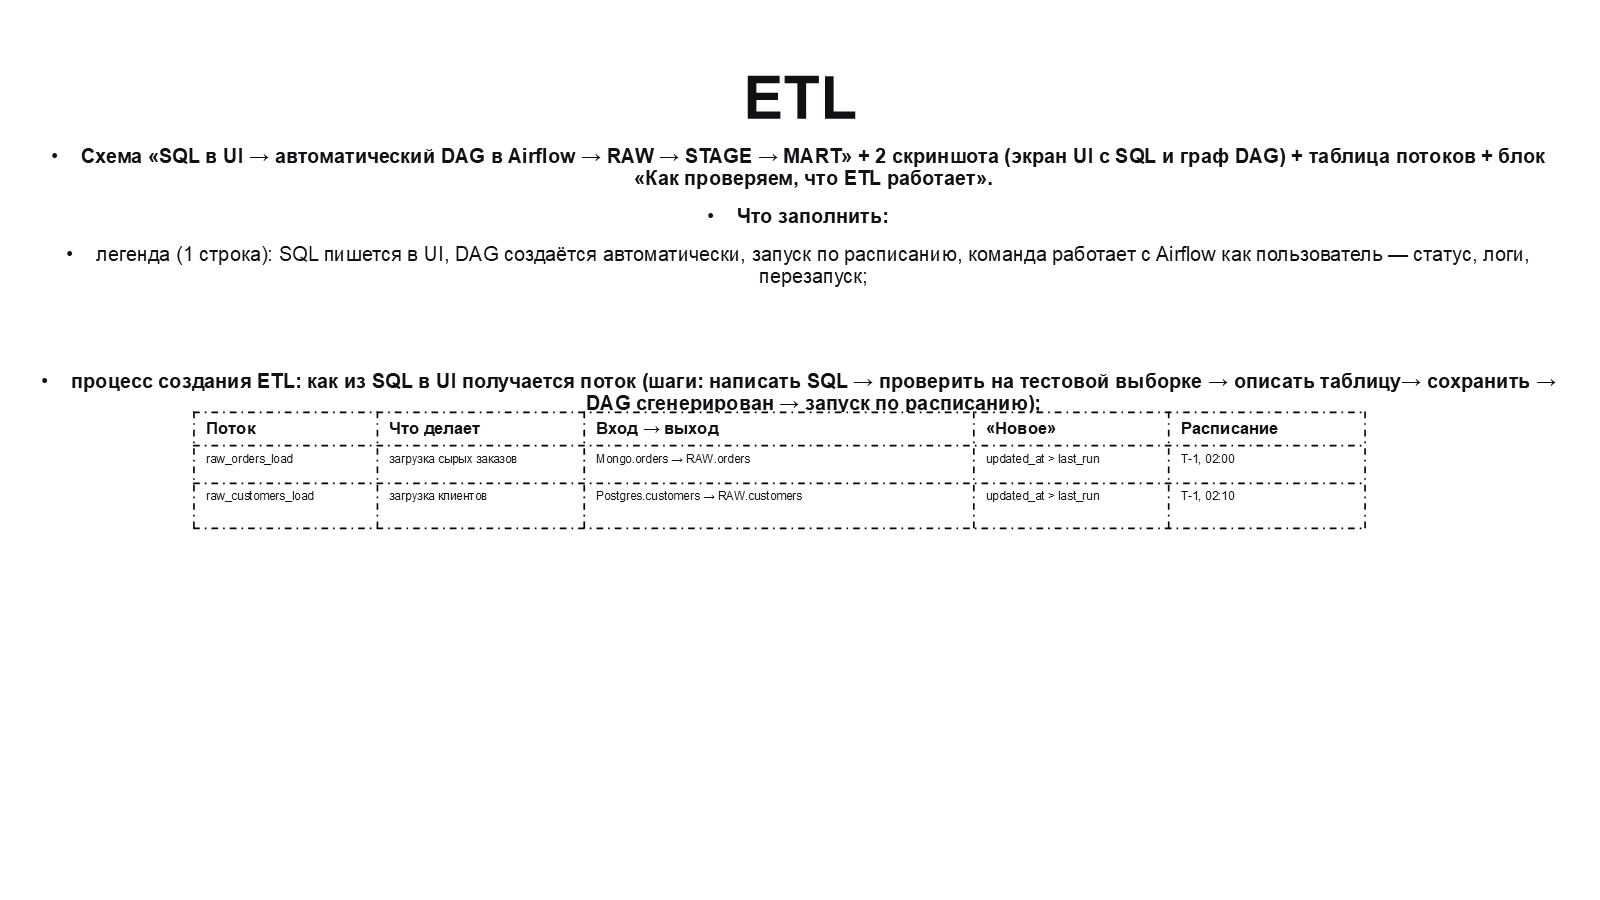 ETL
• Схема «SQL в UI → автоматический DAG в Airflow → RAW → STAGE → MART» + 2 скриншота (экран UI с SQL и граф DAG) + таблица потоков + блок
«Как проверяем, что ETL работает».
• Что заполнить:
• легенда (1 строка): SQL пишется в UI, DAG создаётся автоматически, запуск по расписанию, команда работает с Airflow как пользователь — статус, логи,
перезапуск;
• процесс создания ETL: как из SQL в UI получается поток (шаги: написать SQL → проверить на тестовой выборке → описать таблицу→ сохранить →
DAG сгенерирован → запуск по расписанию);
Поток Что делает Вход → выход «Новое» Расписание
raw_orders_load загрузка сырых заказов Mongo.orders → RAW.orders updated_at > last_run T-1, 02:00
raw_customers_load загрузка клиентов Postgres.customers → RAW.customers updated_at > last_run T-1, 02:10